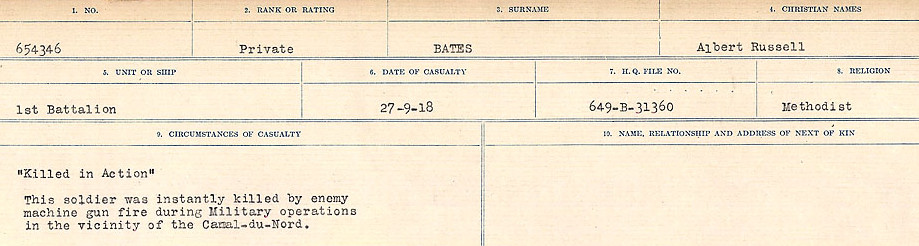 1. NO.
2. RANK OR RATING
3. SURNAME
4. CHRISTIAN NAMES
654346
Private
BATES
Albert Russell
5. UNIT OR SHIP
6. DATE OF CASUALTY
7. H.Q. FILE NO.
8. RELIGION
1st Battalion
27-9-18
649-B-31360
Methodist
9. CIRCUMSTANCES OF CASUALTY
10. NAME, RELATIONSHIP AND ADDRESS OF NEXT OF KIN
"Killed in Action"
This soldier was instantly killed by enemy
machine gun fire during Military operations
in the vicinity of the Canal-du-Nord.